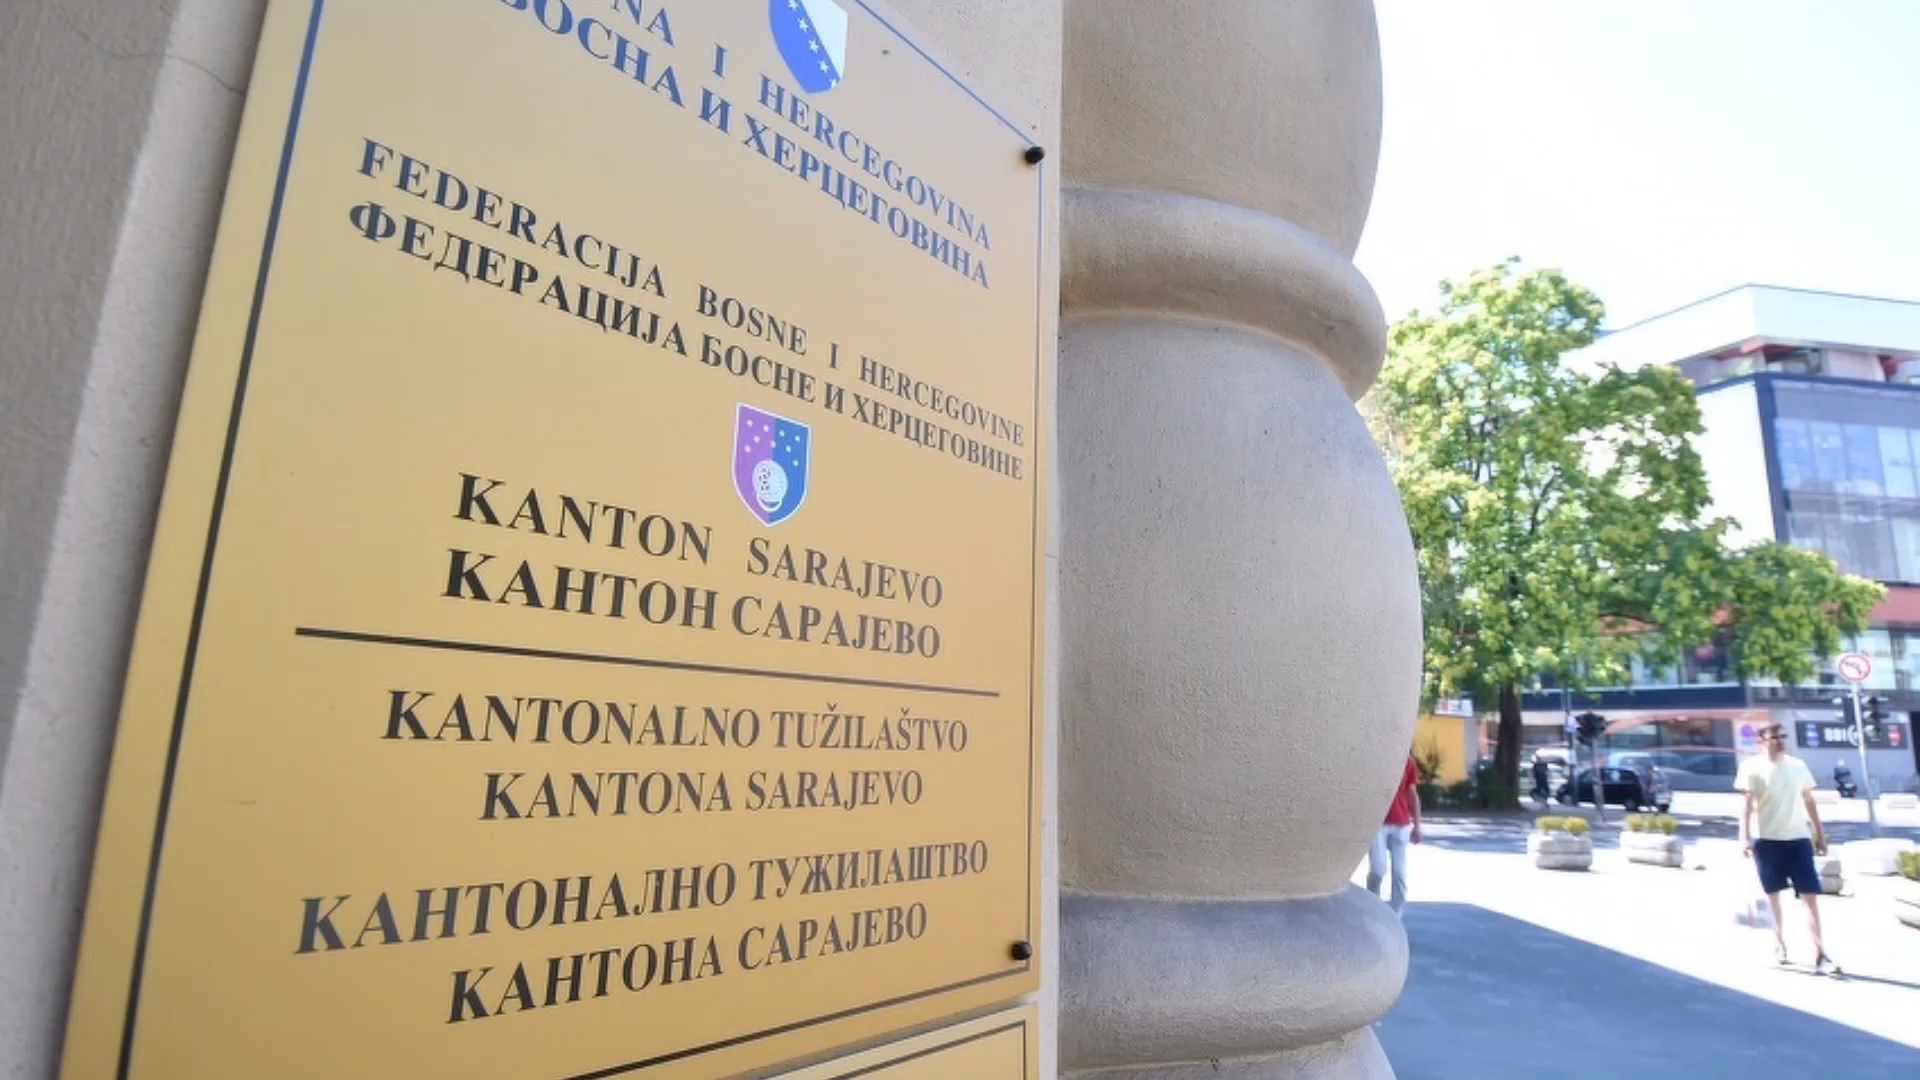 I HERCEGOVINA
БОСНА И ХЕРЦЕГОВИНА
FEDERACIJA BOSNE I HERCEGOVINE
ФЕДЕРАЦИЈА БОСНЕ И ХЕРЦЕГОВИНЕ
KANTON SARAJEVO
КАНТОН САРАЈЕВО
KANTONALNO TUŽILAŠTVO
KANTONA SARAJEVO
КАНТОНАЛНО ТУЖИЛАШТВО
КАНТОНА САРАЈЕВО
BBI